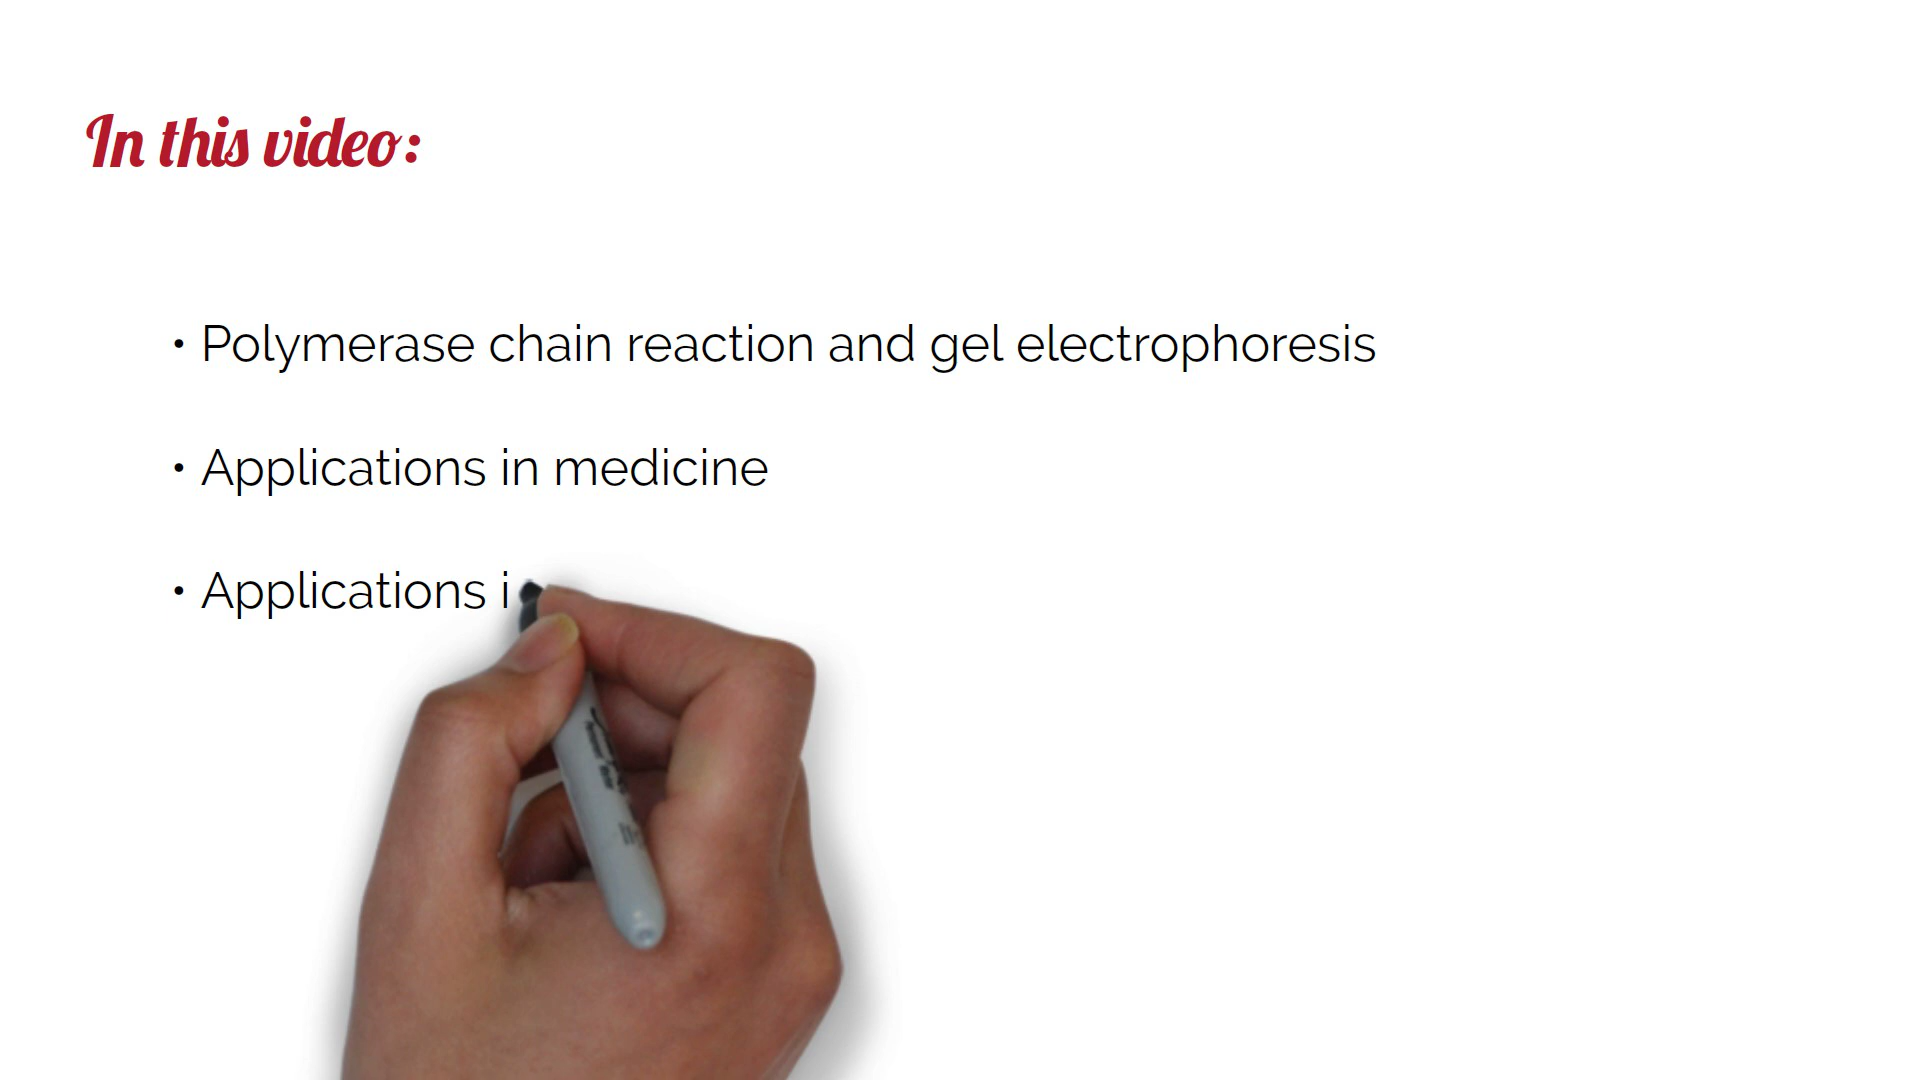 In this video:
• Polymerase chain reaction and gel electrophoresis
• Applications in medicine
• Applications i